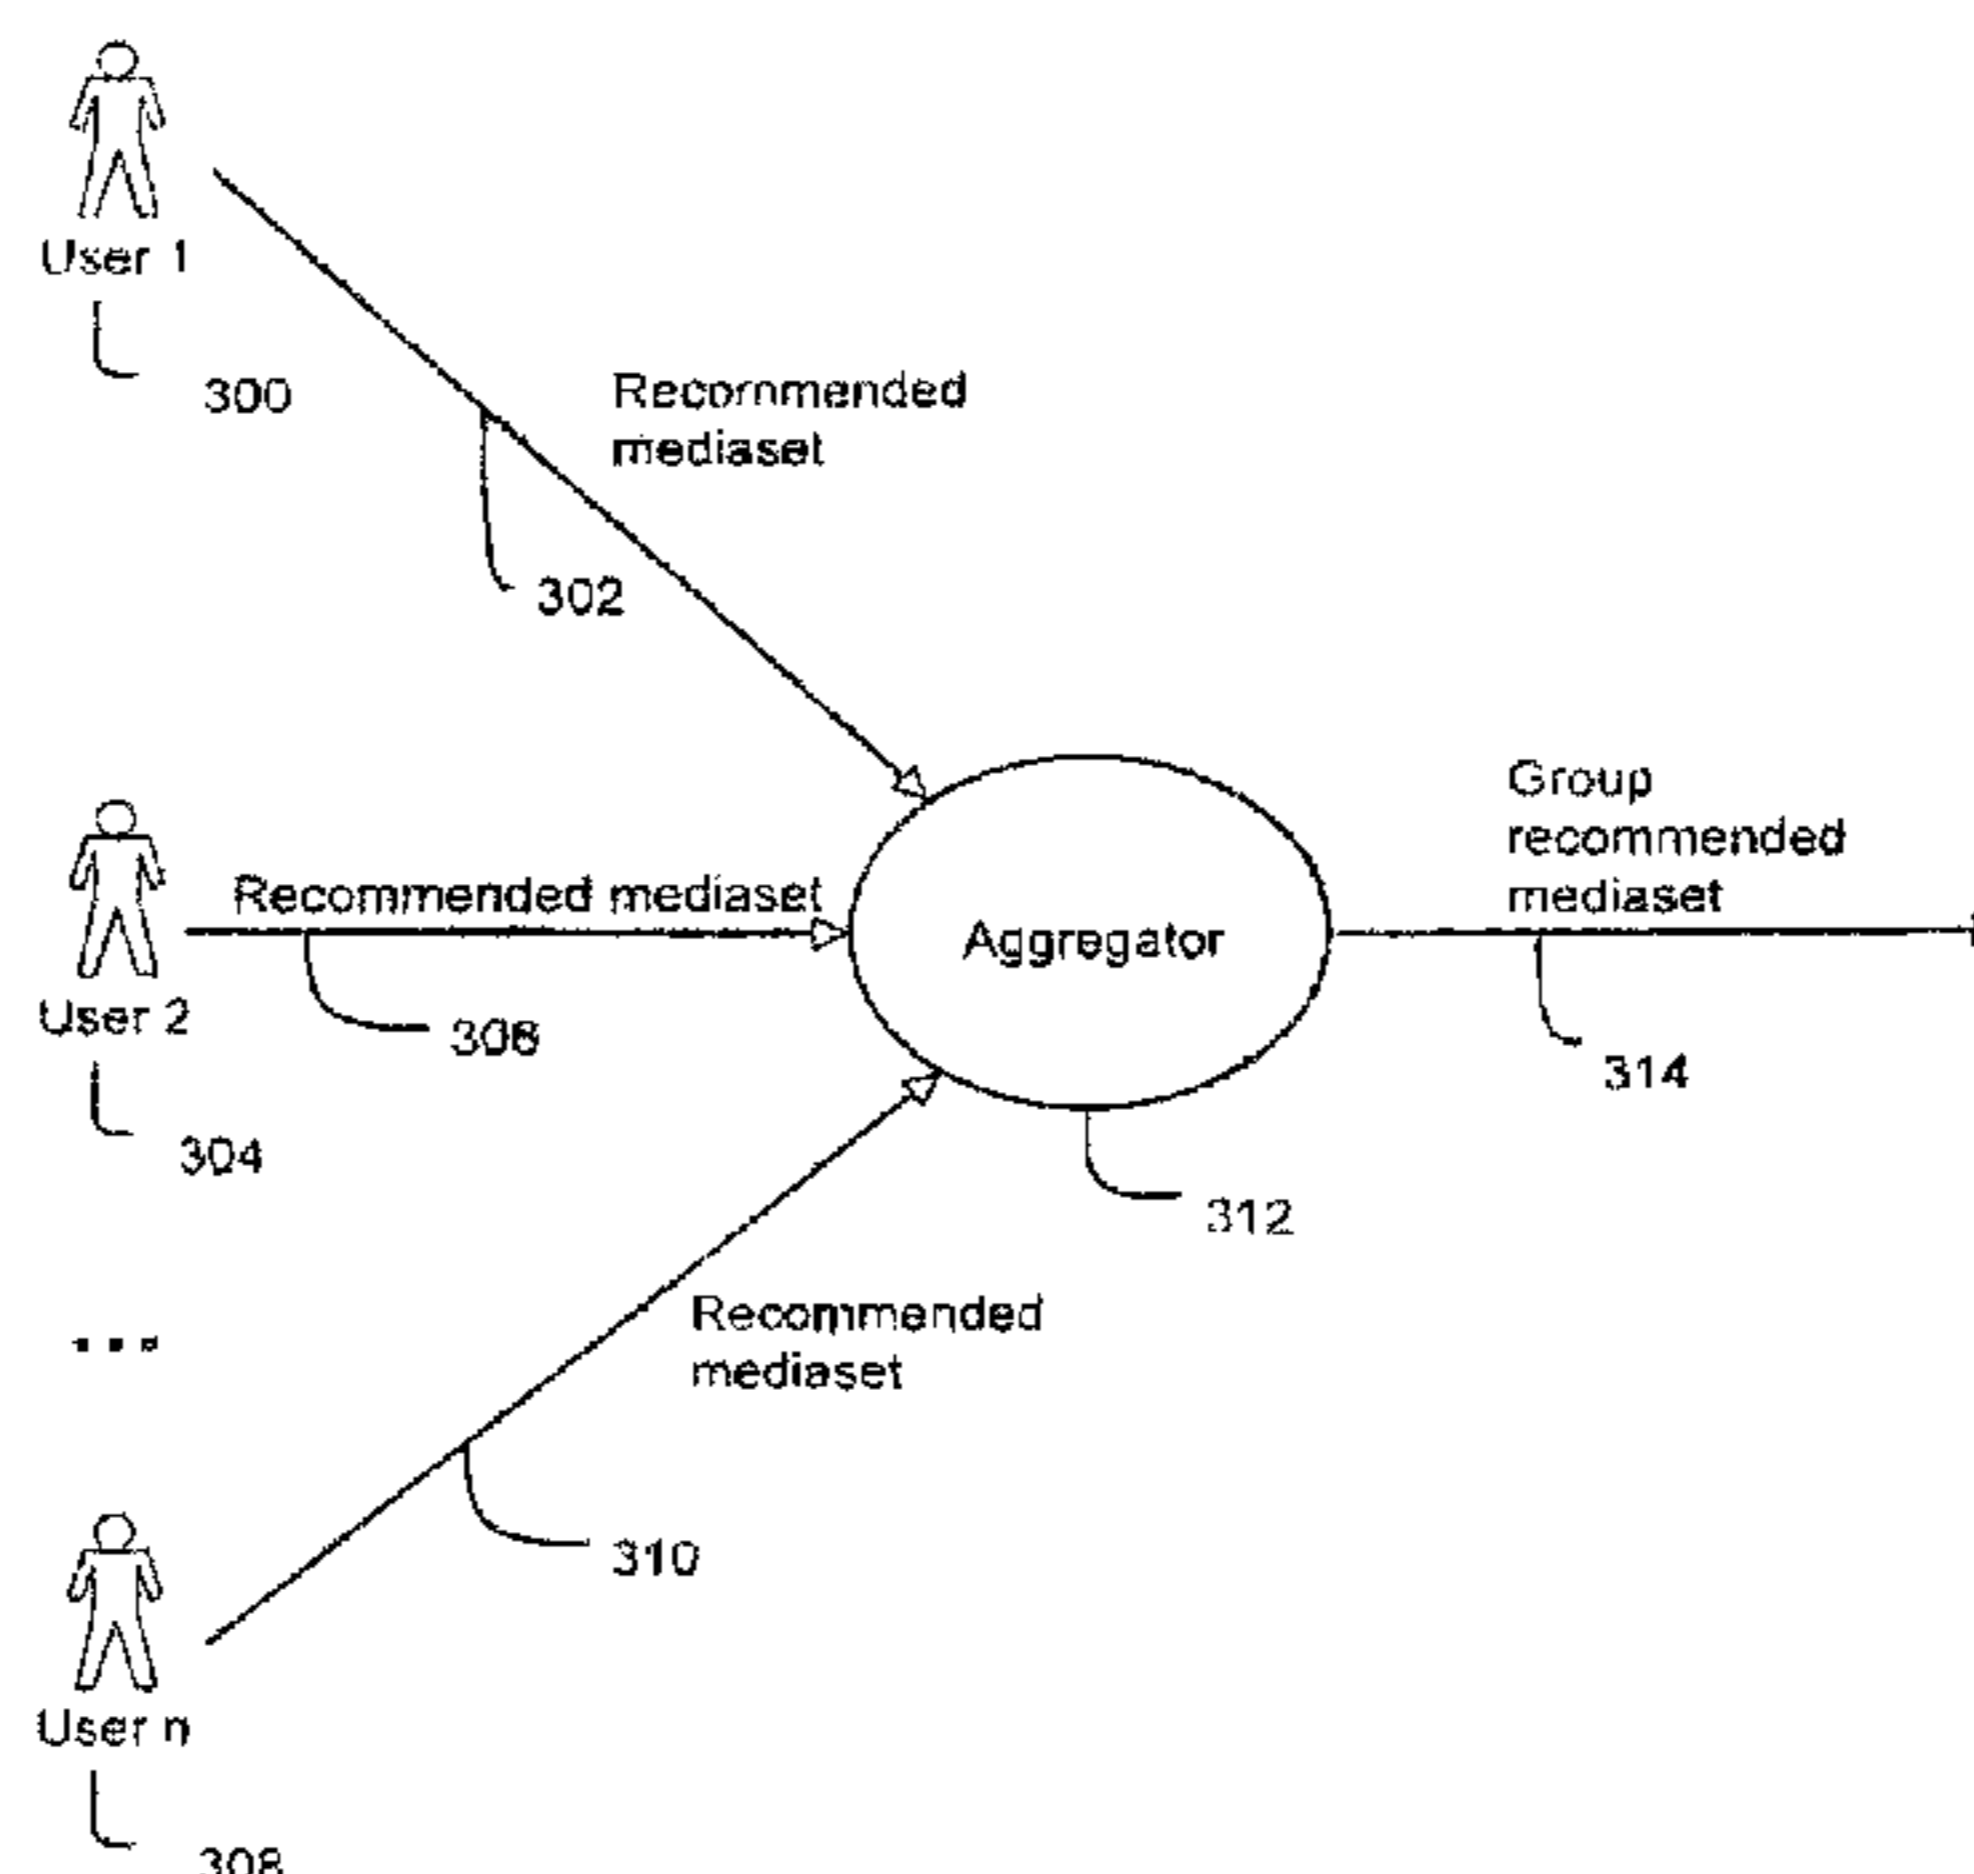 User 1
300
Recommended
mediaset
302
Group
recommended
mediaset
Recommended mediaset
Aggregator
User 2
306
314
304
312
Recommended
mediaset
...
310
User n
308